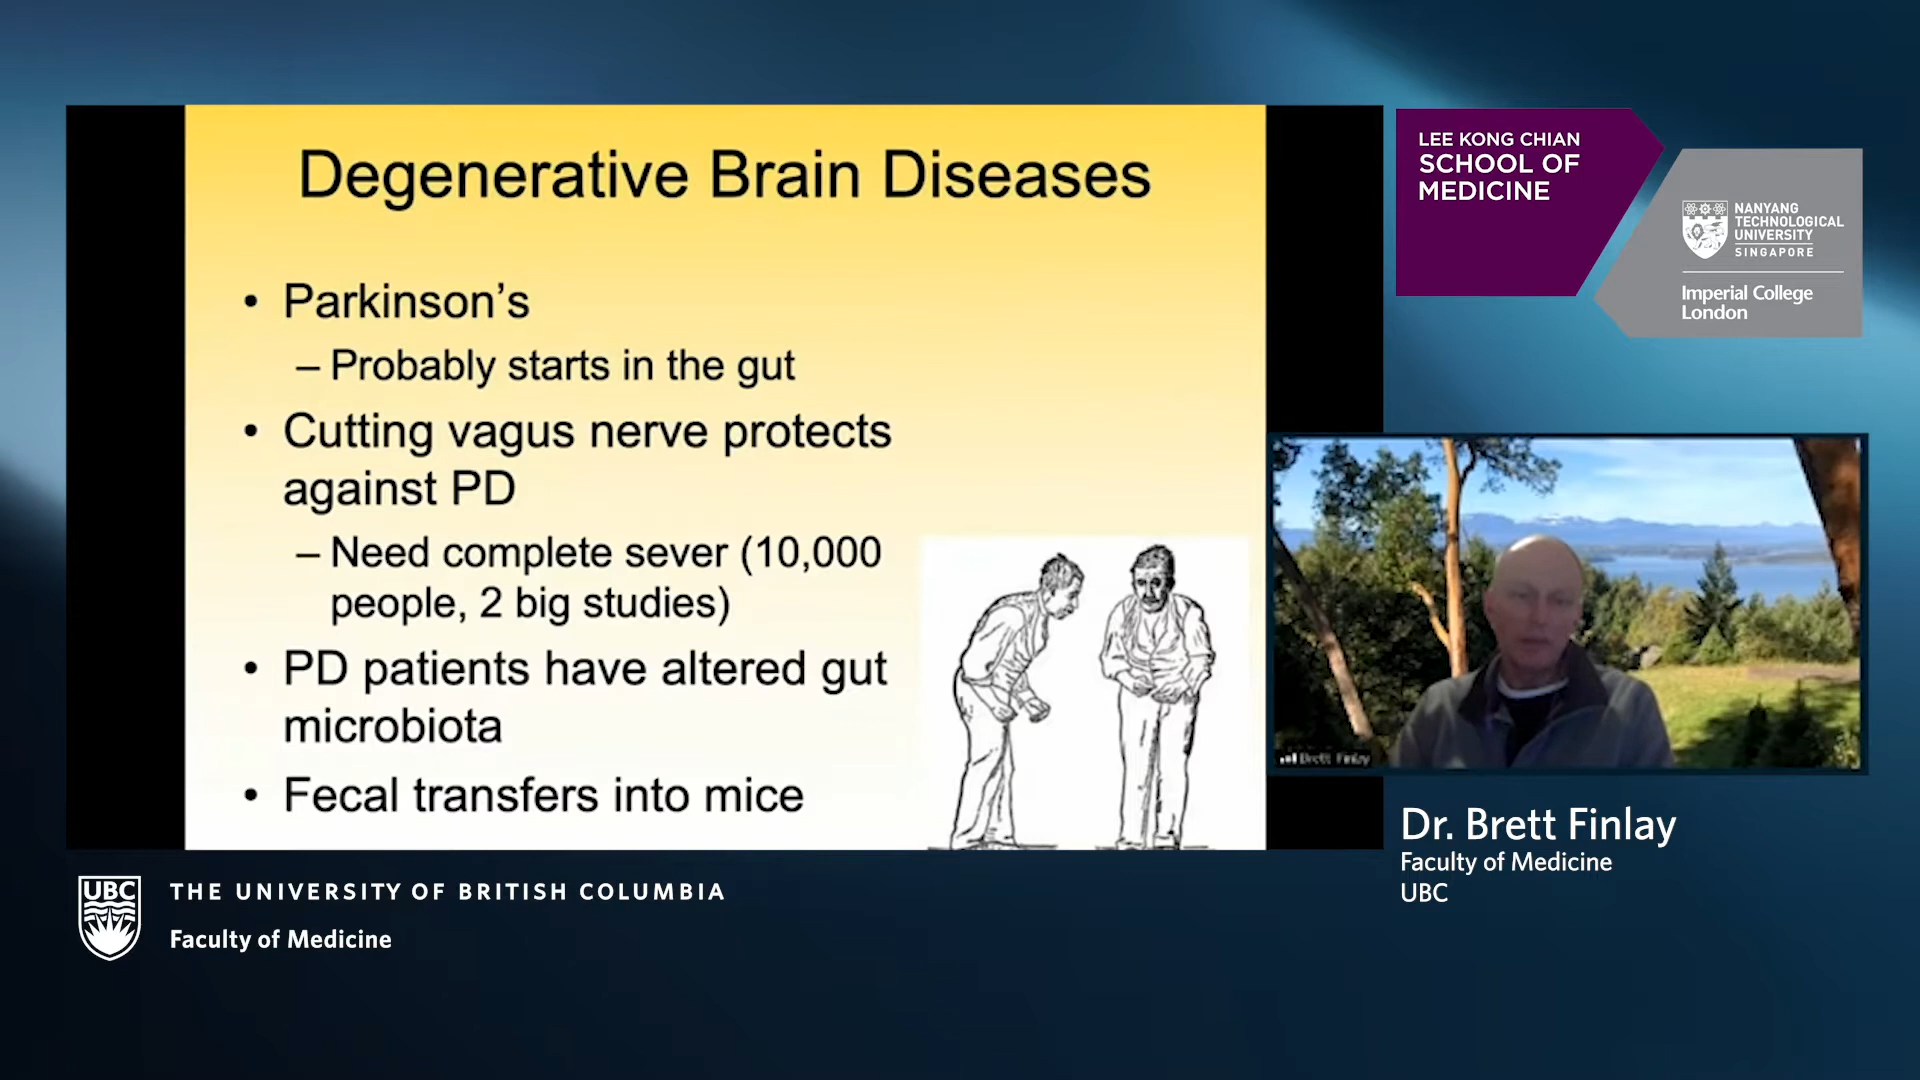 Degenerative Brain Diseases
• Parkinson’s
– Probably starts in the gut
• Cutting vagus nerve protects
against PD
– Need complete sever (10,000
people, 2 big studies)
• PD patients have altered gut
microbiota
• Fecal transfers into mice
LEE KONG CHIAN
SCHOOL OF
MEDICINE
NANYANG
TECHNOLOGICAL
UNIVERSITY
SINGAPORE
Imperial College
London
Brett Finlay
Dr. Brett Finlay
Faculty of Medicine
UBC
UBC
THE UNIVERSITY OF BRITISH COLUMBIA
Faculty of Medicine